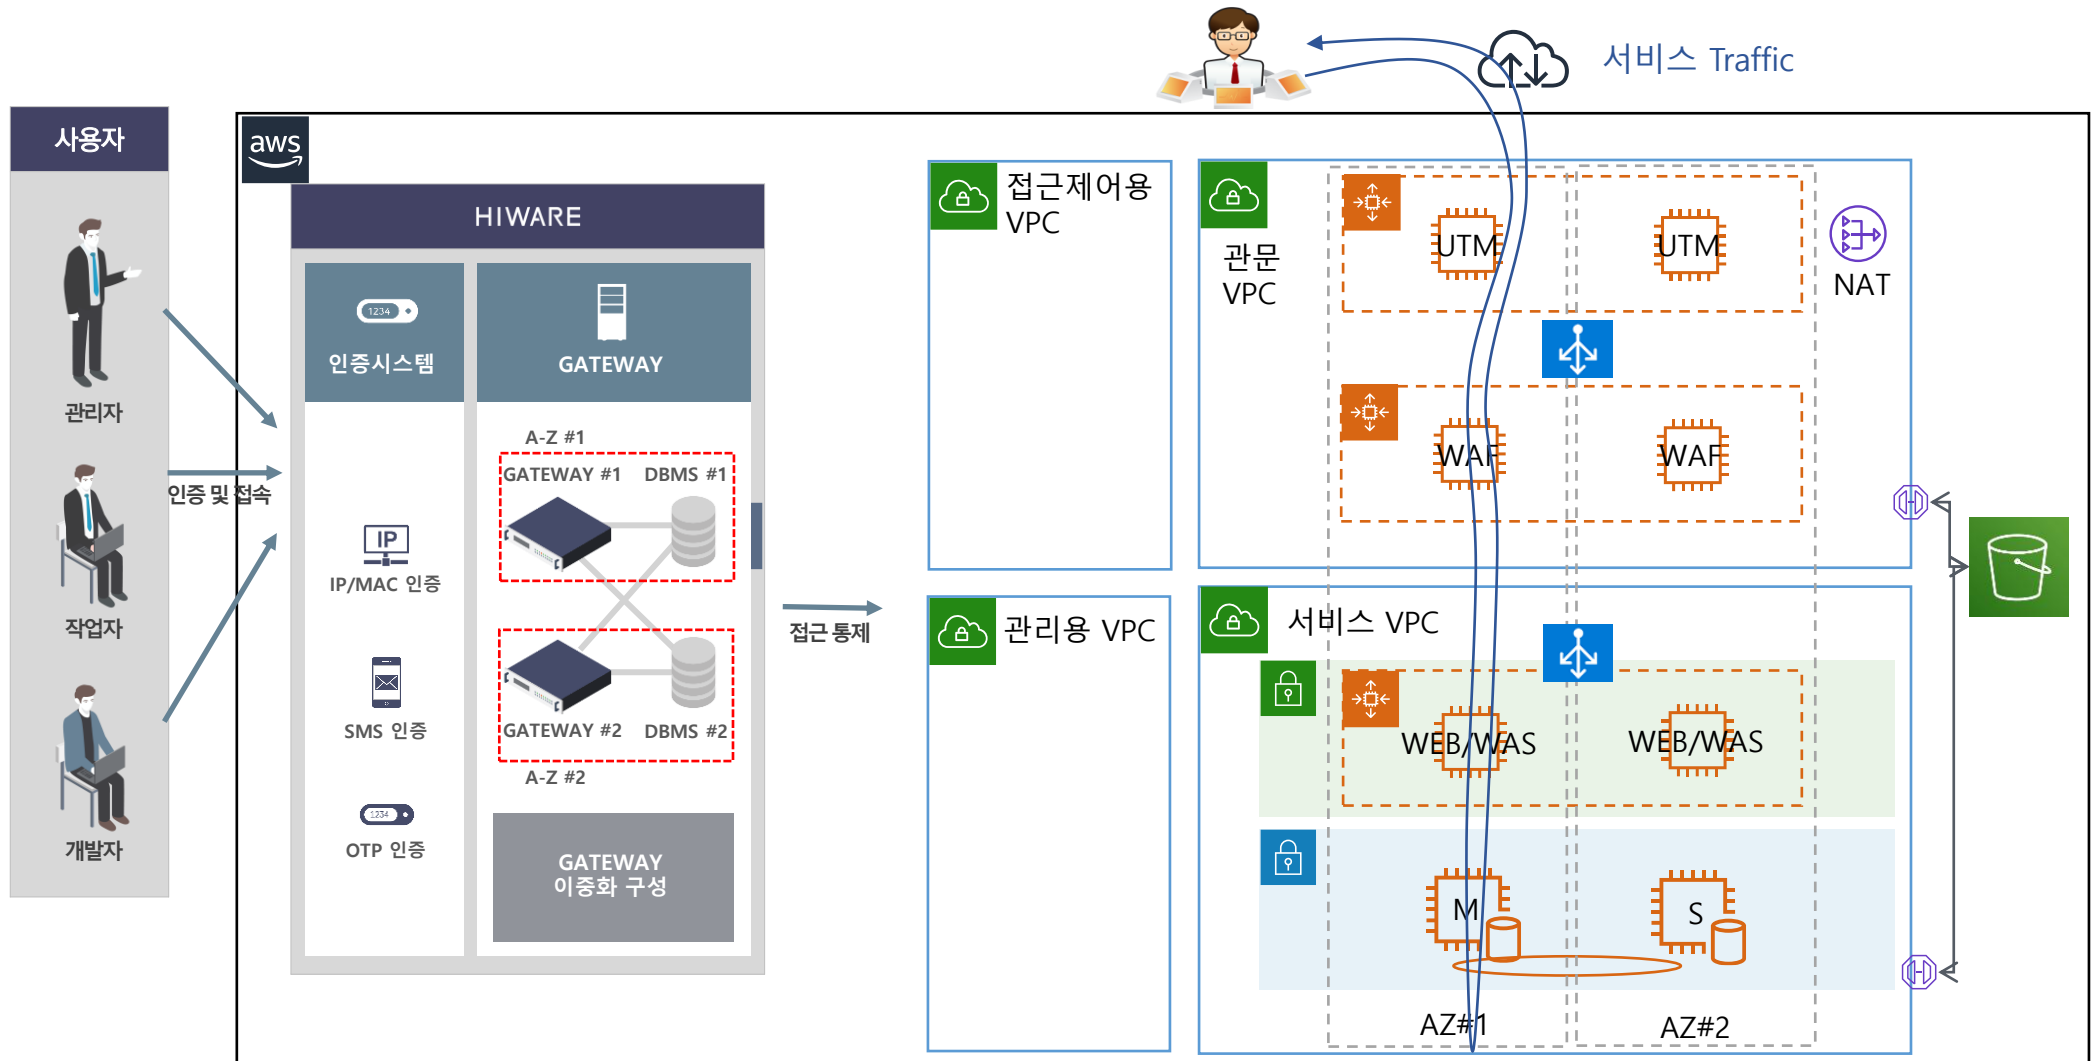 서비스 Traffic
사용자
관리자
작업자
개발자
인증 및 접속
aws
HIWARE
1234
인증시스템
GATEWAY
IP
IP/MAC 인증
SMS 인증
1234
OTP 인증
A-Z #1
GATEWAY #1
DBMS #1
GATEWAY #2
DBMS #2
A-Z #2
GATEWAY
이중화 구성
접근 통제
접근제어용
VPC
관리용 VPC
관문
VPC
UTM
UTM
NAT
WAF
WAF
서비스 VPC
WEB/WAS
WEB/WAS
M
S
AZ#1
AZ#2